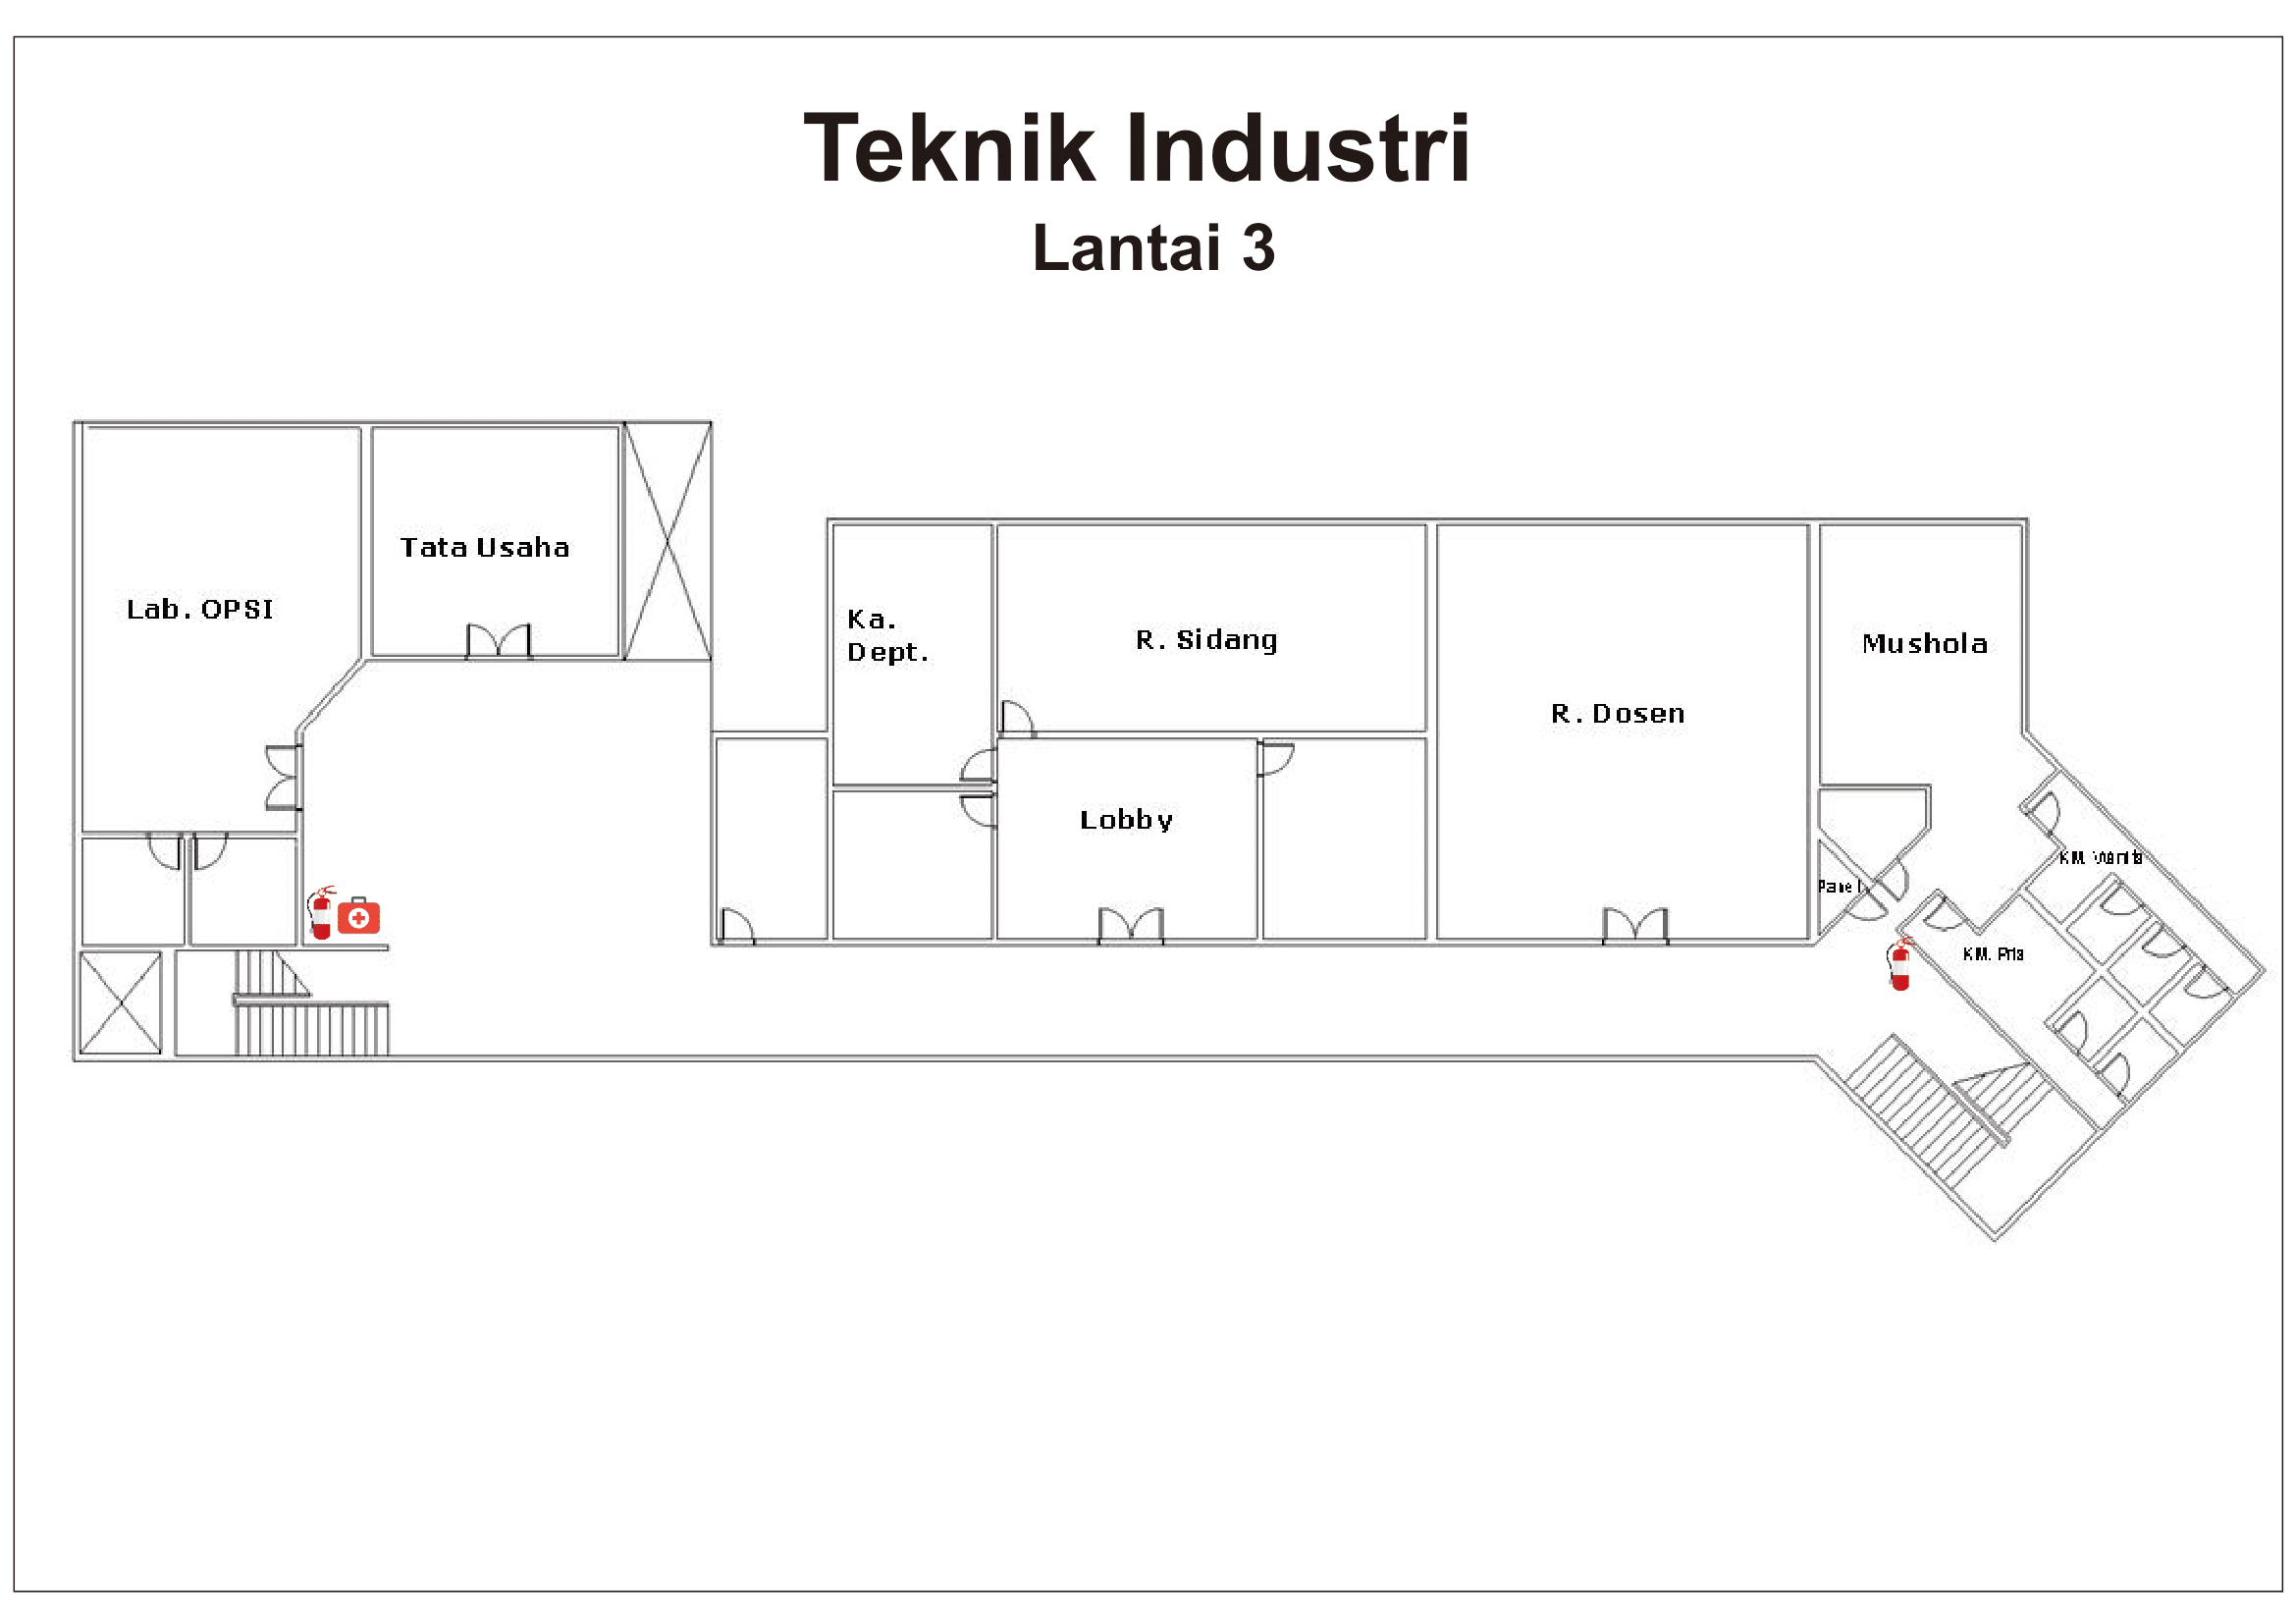 Teknik Industri
Lantai 3
Tata Usaha
Lab. OPSI
Ka.
Dept.
R. Sidang
Mushola
R. Dosen
Lobby
KM. Wanita
Panel
KM. Pria